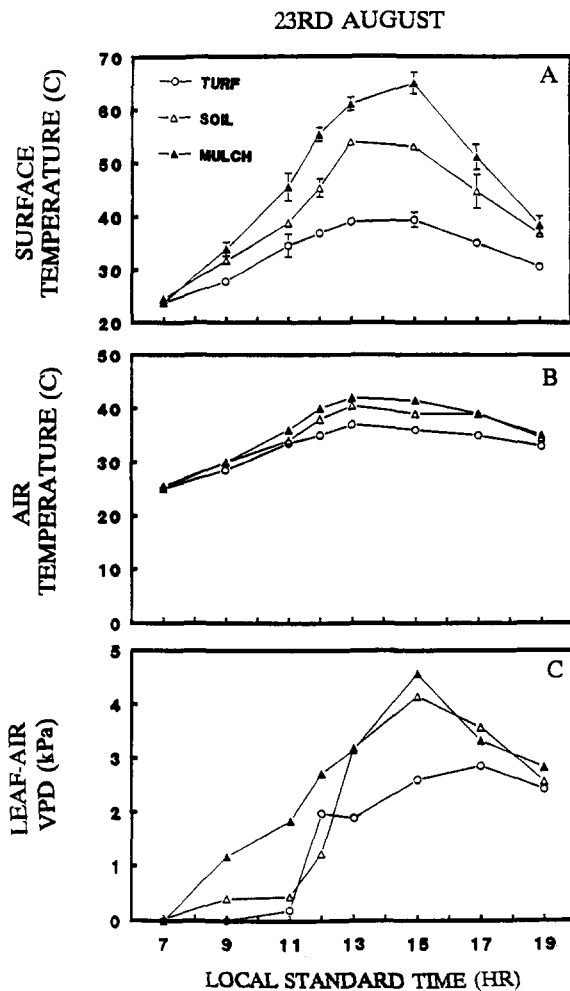 23RD AUGUST
SURFACE
TEMPERATURE (C)
70
60
50
40
30
20
TURF
SOIL
MULCH
A
AIR
TEMPERATURE (C)
50
40
30
20
10
0
B
LEAF-AIR
VPD (kPa)
5
4
3
2
1
0
C
7 9 11 13 15 17 19
LOCAL STANDARD TIME (HR)